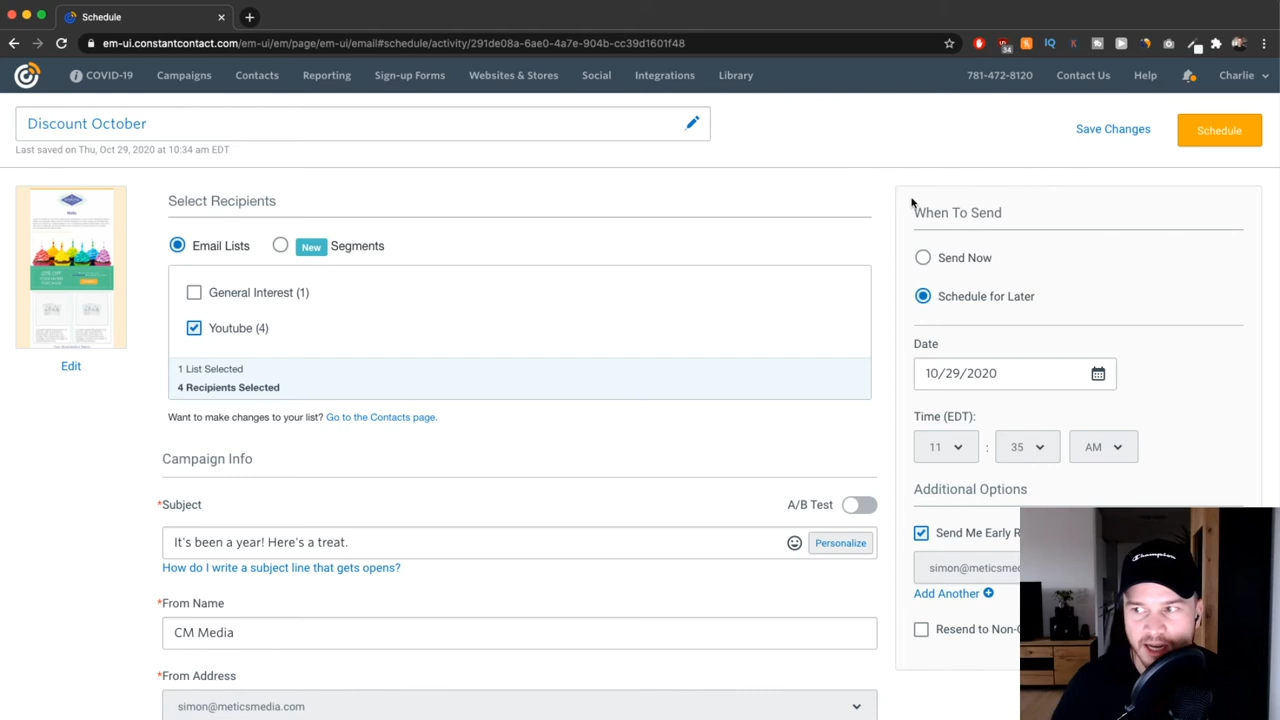 Schedule
em-ui.constantcontact.com/em-ui/em/page/em-ui/email#schedule/activity/291de08a-6ae0-4a7e-904b-cc39d1601f48
COVID-19 Campaigns Contacts Reporting Sign-up Forms Websites & Stores Social Integrations Library 781-472-8120 Contact Us Help Charlie
Discount October
Save Changes
Schedule
Last saved on Thu, Oct 29, 2020 at 10:34 am EDT
Edit
Select Recipients
Email Lists
New Segments
General Interest (1)
Youtube (4)
1 List Selected
4 Recipients Selected
Want to make changes to your list? Go to the Contacts page.
Campaign Info
*Subject
A/B Test
It's been a year! Here's a treat.
Personalize
How do I write a subject line that gets opens?
*From Name
CM Media
*From Address
simon@meticsmedia.com
When To Send
Send Now
Schedule for Later
Date
10/29/2020
Time (EDT):
11 : 35 AM
Additional Options
Send Me Early R
simon@meticsmed
Add Another
Resend to Non-
Champion